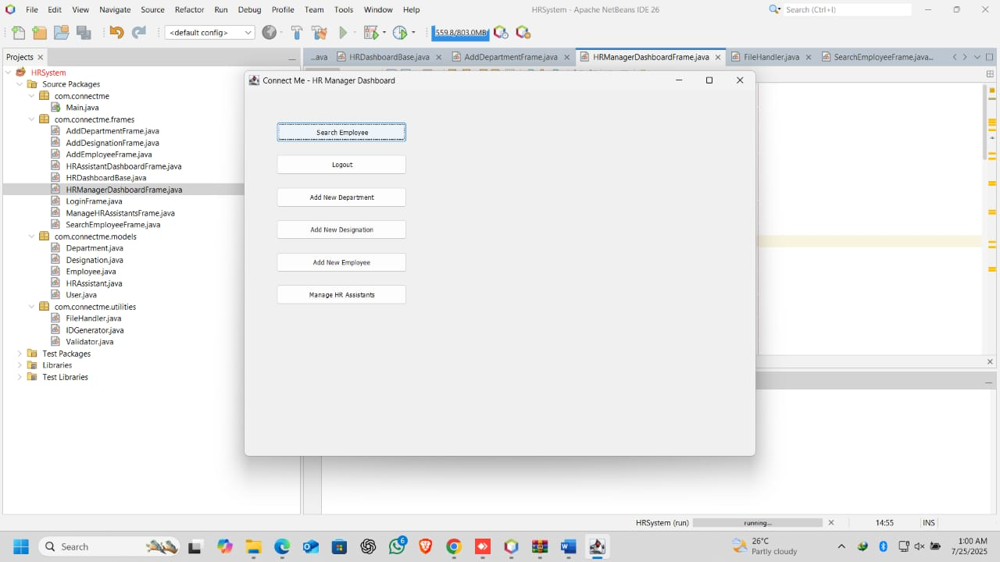 File Edit View Navigate Source Refactor Run Debug Profile Team Tools Window Help
HRSystem - Apache NetBeans IDE 26
Search (Ctrl+I)
<default config>
559.8/803.0MB
Projects
...ava
HRDashboardBase.java
AddDepartmentFrame.java
HRManagerDashboardFrame.java
FileHandler.java
SearchEmployeeFrame.java...
HRSystem
Source Packages
com.connectme
Main.java
com.connectme.frames
AddDepartmentFrame.java
AddDesignationFrame.java
AddEmployeeFrame.java
HRAssistantDashboardFrame.java
HRDashboardBase.java
HRManagerDashboardFrame.java
LoginFrame.java
ManageHRAssistantsFrame.java
SearchEmployeeFrame.java
com.connectme.models
Department.java
Designation.java
Employee.java
HRAssistant.java
User.java
com.connectme.utilities
FileHandler.java
IDGenerator.java
Validator.java
Test Packages
Libraries
Test Libraries
Connect Me - HR Manager Dashboard
Search Employee
Logout
Add New Department
Add New Designation
Add New Employee
Manage HR Assistants
HRSystem (run)
running...
14:55
INS
Search
6
26°C
Partly cloudy
1:00 AM
7/25/2025